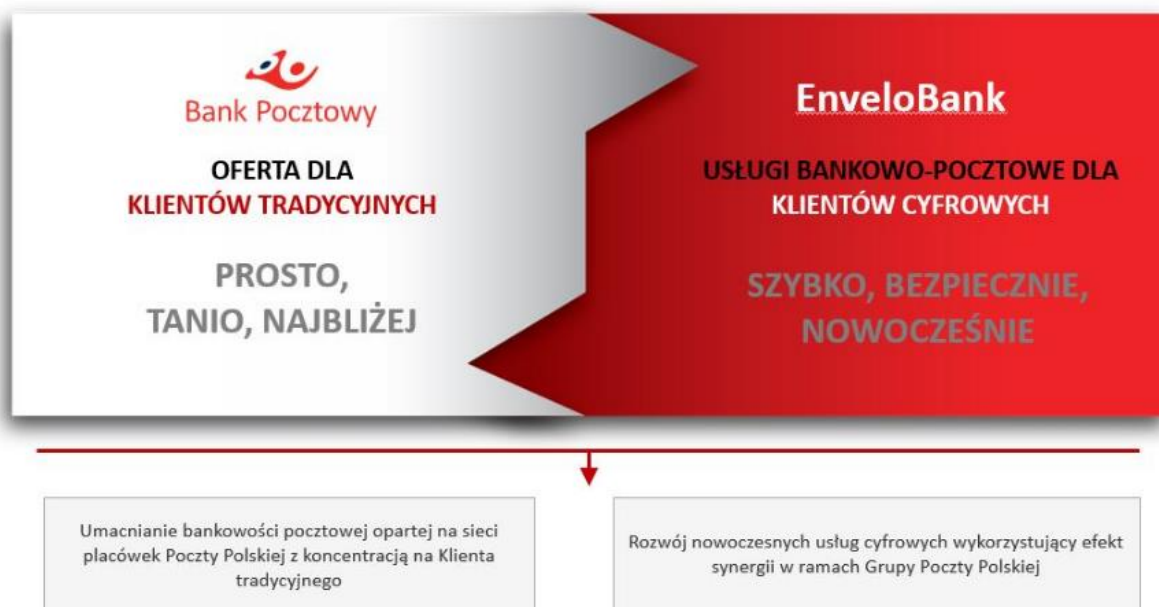 Bank Pocztowy
OFERTA DLA
KLIENTÓW TRADYCYJNYCH
PROSTO,
TANIO, NAJBLIŻEJ
EnveloBank
USŁUGI BANKOWO-POCZTOWE DLA
KLIENTÓW CYFROWYCH
SZYBKO, BEZPIECZNIE,
NOWOCZEŚNIE
Umacnianie bankowości pocztowej opartej na sieci
placówek Poczty Polskiej z koncentracją na Klienta
tradycyjnego
Rozwój nowoczesnych usług cyfrowych wykorzystujący efekt
synergii w ramach Grupy Poczty Polskiej